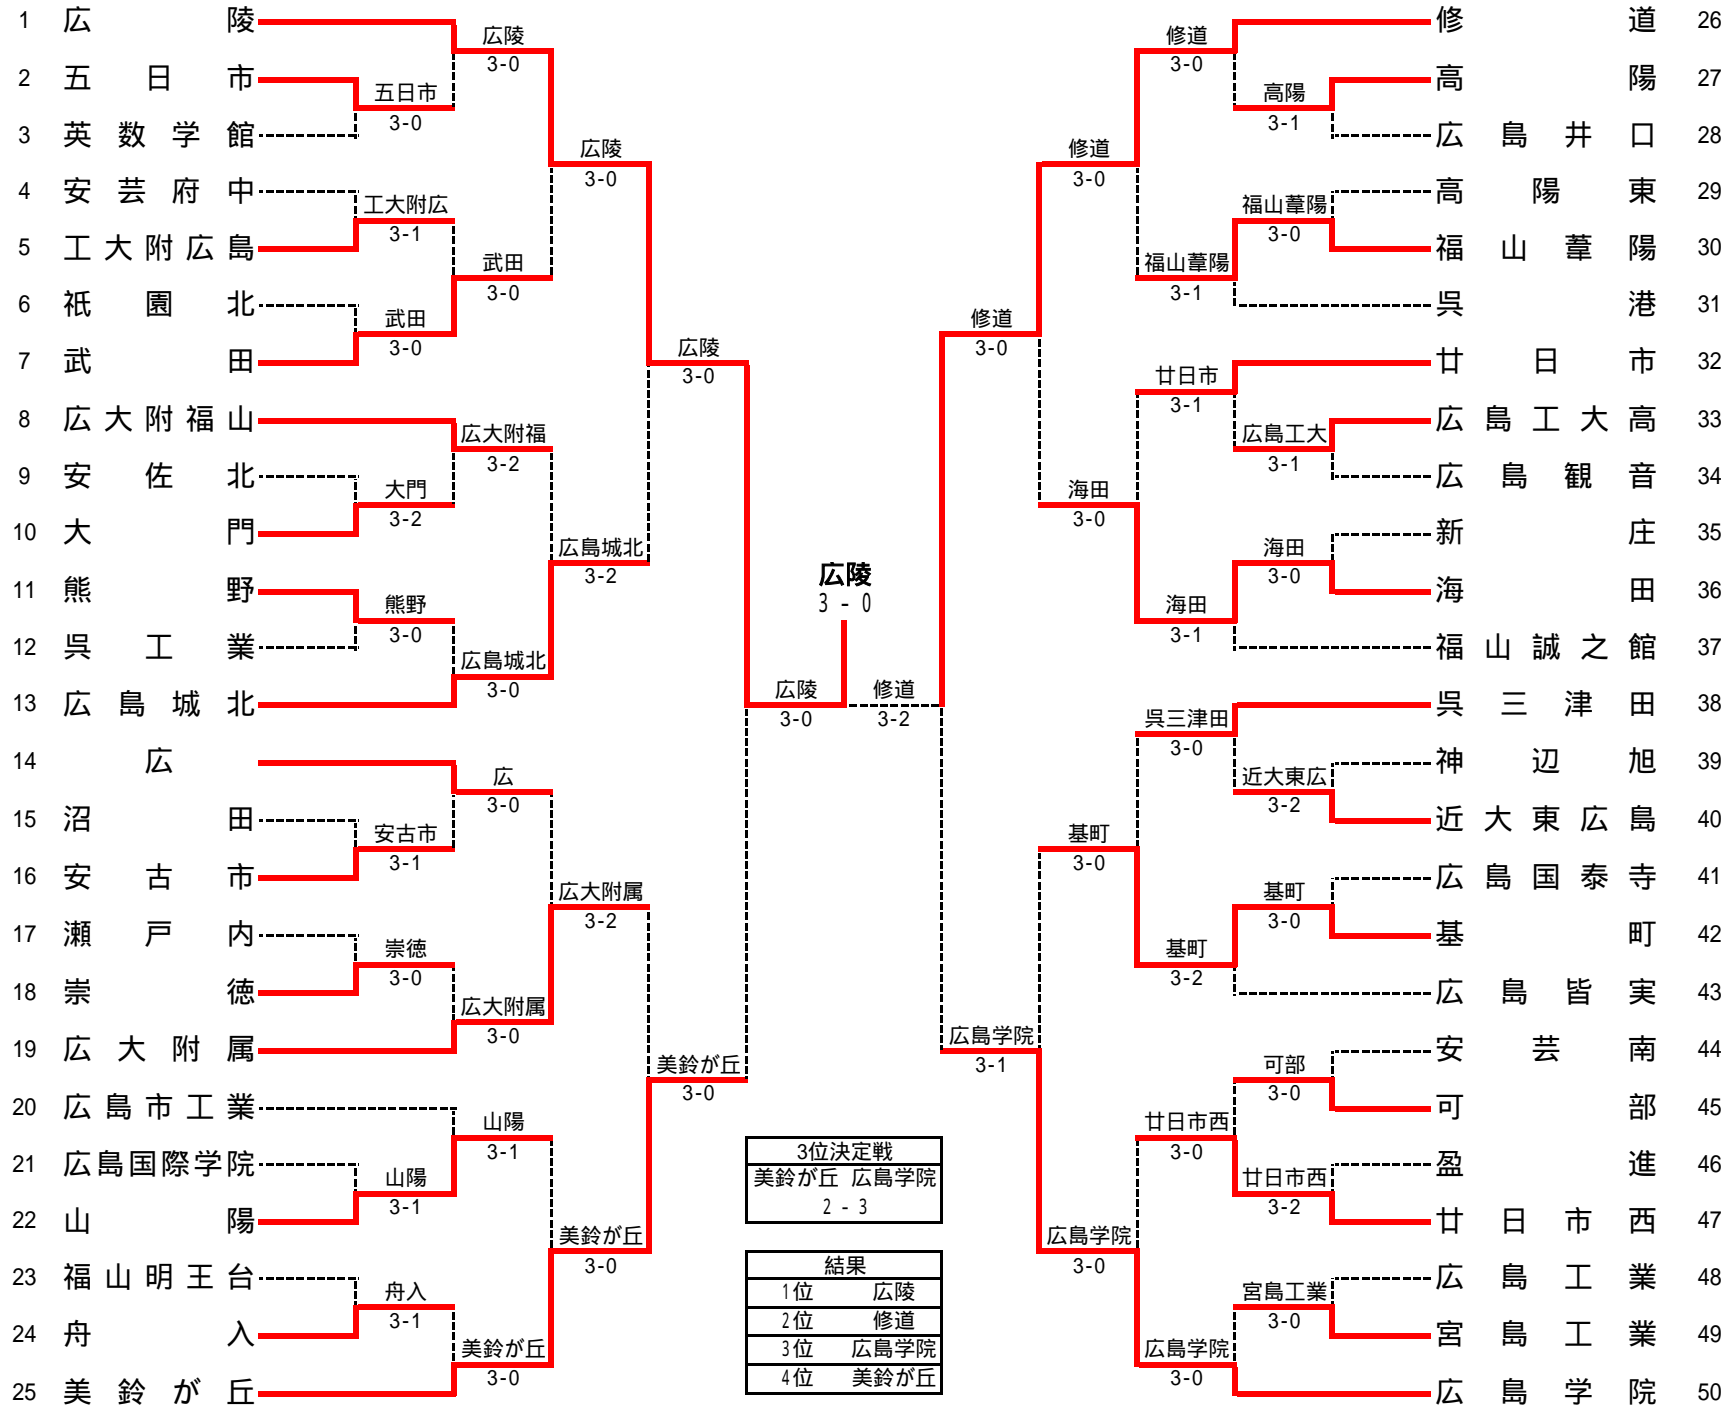 1 広陵
2 五日市
3 英数学館
4 安芸府中
5 工大附広島
6 祇園北
7 武田
8 広大附福山
9 安佐北
10 大門
11 熊野
12 呉工業
13 広島城北
14 広
15 沼田
16 安古市
17 瀬戸内
18 崇徳
19 広大附属
20 広島市工業
21 広島国際学院
22 山陽
23 福山明王台
24 舟入
25 美鈴が丘
五日市
3-0
工大附広
3-1
武田
3-0
大門
3-2
熊野
3-0
安古市
3-1
崇徳
3-0
山陽
3-1
舟入
3-1
広陵
3-0
武田
3-0
広大附福
3-2
広島城北
3-0
広
3-0
広大附属
3-0
山陽
3-1
美鈴が丘
3-0
広陵
3-0
広島城北
3-2
広大附属
3-2
美鈴が丘
3-0
広陵
3-0
美鈴が丘
3-0
広陵
3-0
広陵
3 - 0
修道
3-2
3位決定戦
美鈴が丘 広島学院
2 - 3
結果
1位 広陵
2位 修道
3位 広島学院
4位 美鈴が丘
修道
3-0
広島学院
3-1
修道
3-0
海田
3-0
基町
3-0
広島学院
3-0
修道
3-0
福山葦陽
3-1
廿日市
3-1
海田
3-1
呉三津田
3-0
基町
3-2
廿日市西
3-0
広島学院
3-0
高陽
3-1
福山葦陽
3-0
広島工大
3-1
海田
3-0
近大東広
3-2
基町
3-0
可部
3-0
廿日市西
3-2
宮島工業
3-0
修道 26
高陽 27
広島井口 28
高陽東 29
福山葦陽 30
呉港 31
廿日市 32
広島工大高 33
広島観音 34
新庄 35
海田 36
福山誠之館 37
呉三津田 38
神辺旭 39
近大東広島 40
広島国泰寺 41
基町 42
広島皆実 43
安芸南 44
可部 45
盈進 46
廿日市西 47
広島工業 48
宮島工業 49
広島学院 50